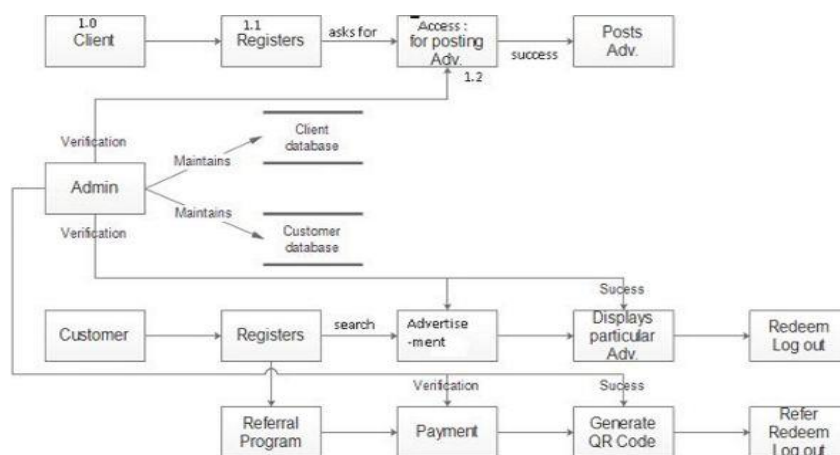 1.0
Client
1.1
Registers
asks for
Access :
for posting
Adv.
1.2
success
Posts
Adv.
Verification
Client
database
Maintains
Admin
Maintains
Verification
Customer
database
Sucess
Customer
Registers
search
Advertise
-ment
Displays
particular
Adv.
Redeem
Log out
Verification
Sucess
Referral
Program
Payment
Generate
QR Code
Refer
Redeem
Log out